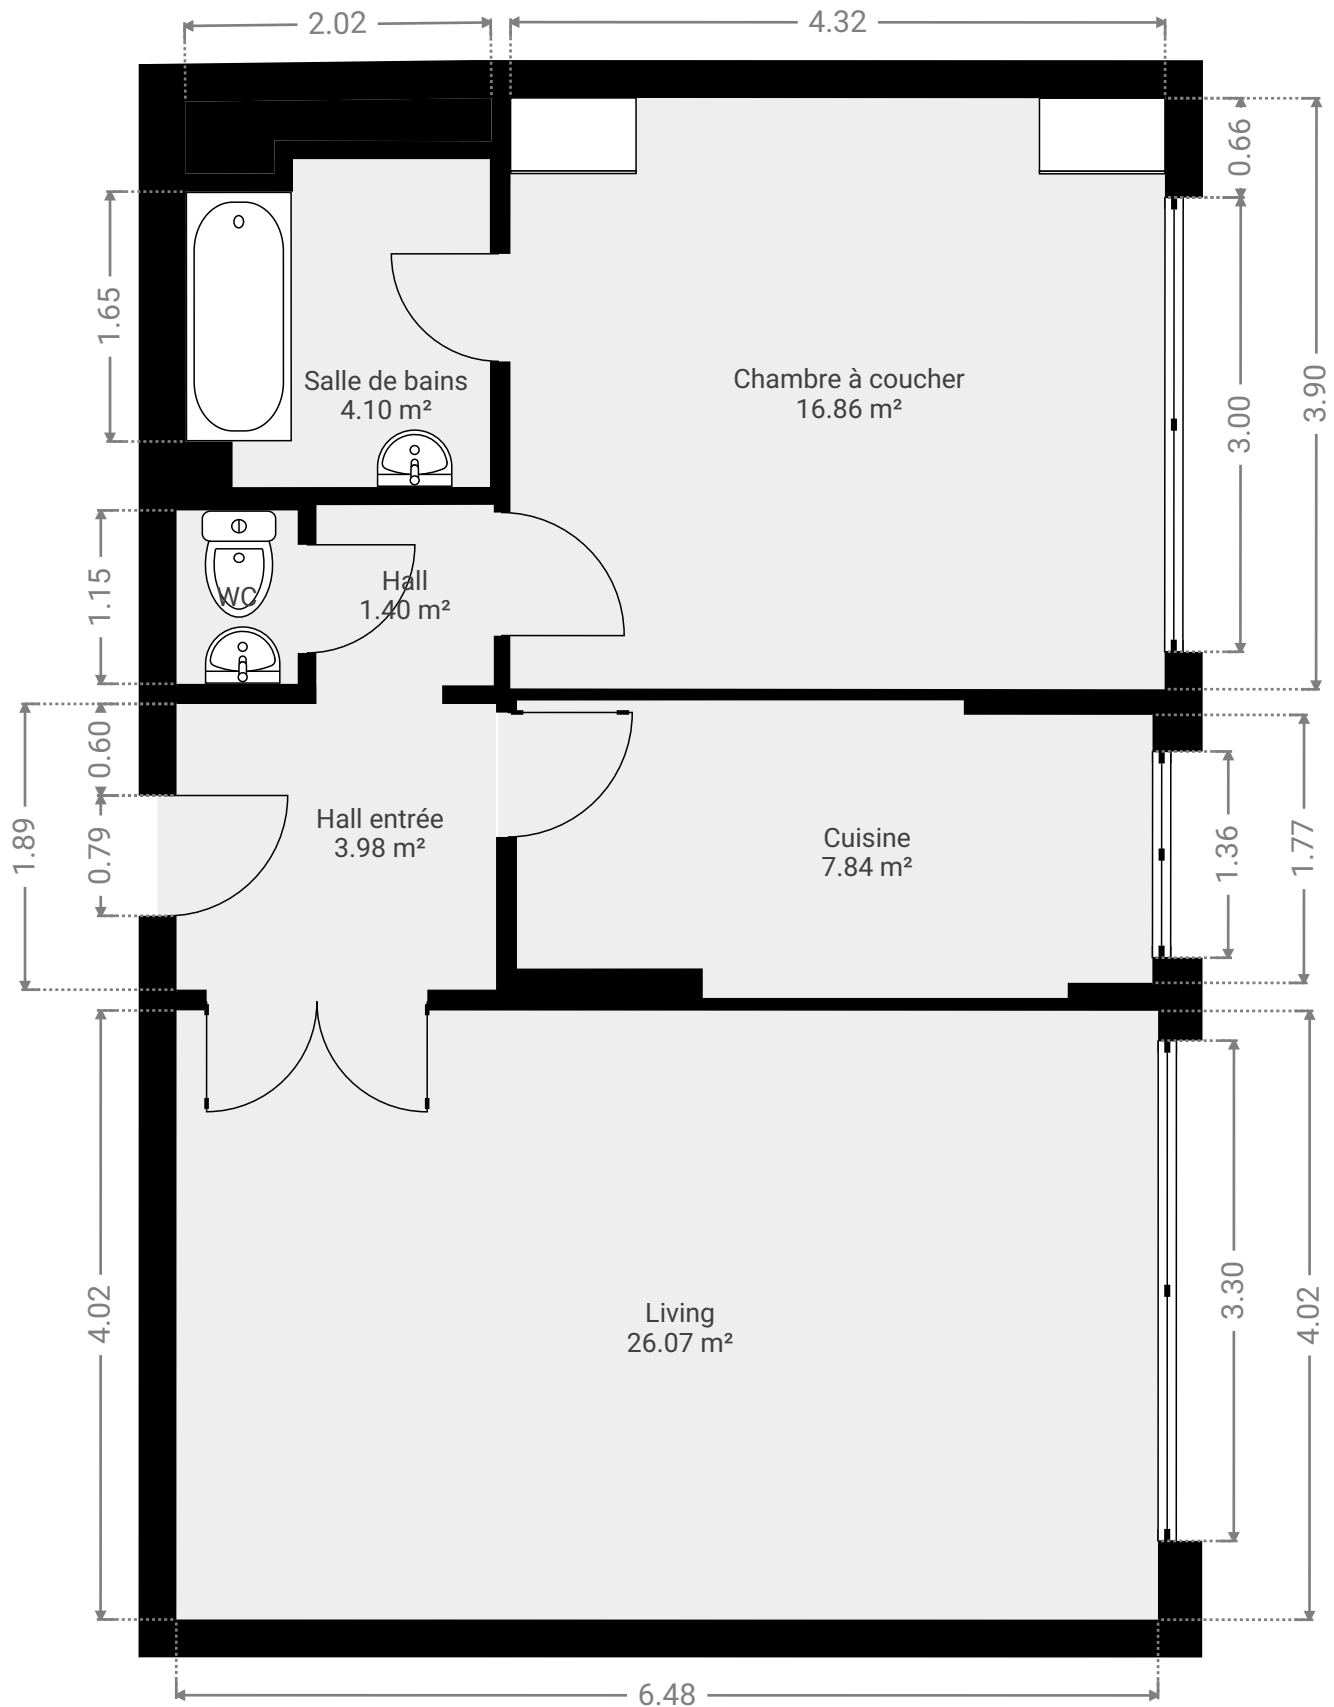 2.02
4.32
0.66
3.90
3.00
1.65
Salle de bains
4.10 m²
Chambre à coucher
16.86 m²
1.15
WC
Hall
1.40 m²
0.60
1.89
0.79
Hall entrée
3.98 m²
Cuisine
7.84 m²
1.36
1.77
4.02
Living
26.07 m²
3.30
4.02
6.48